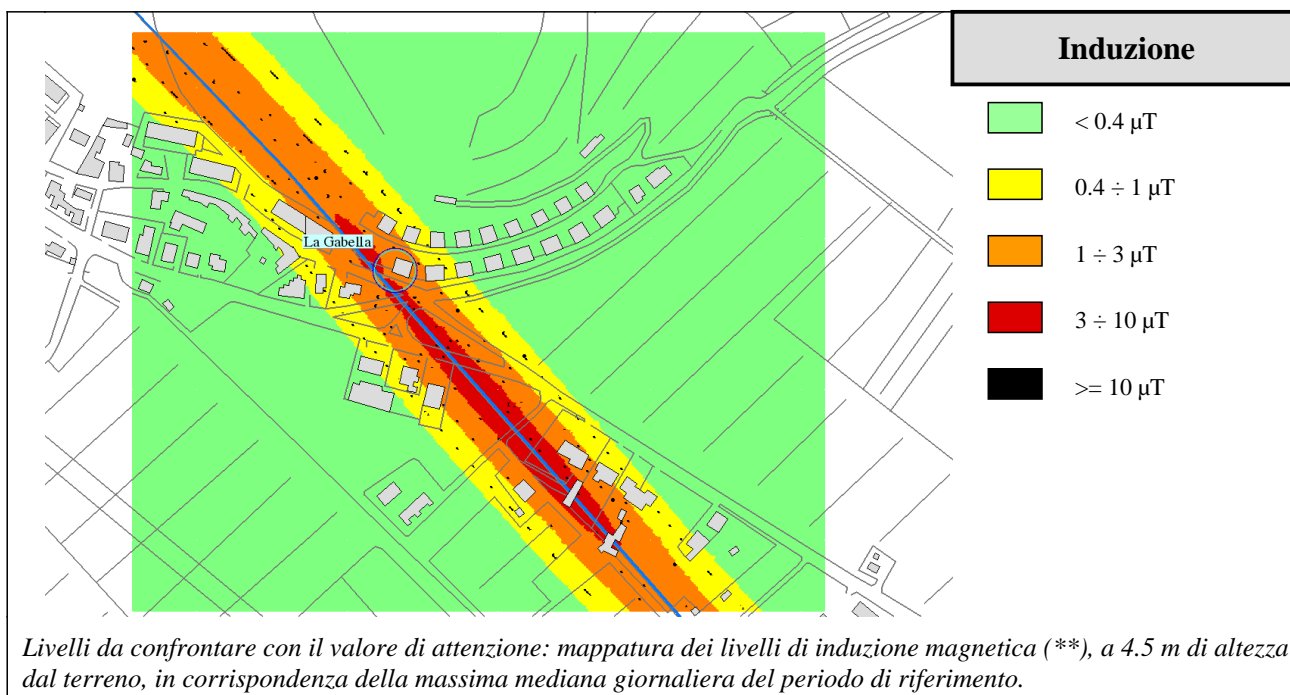 Induzione
< 0.4 µT
0.4 ÷ 1 µT
1 ÷ 3 µT
3 ÷ 10 µT
>= 10 µT
La Gabella
Livelli da confrontare con il valore di attenzione: mappatura dei livelli di induzione magnetica (**), a 4.5 m di altezza
dal terreno, in corrispondenza della massima mediana giornaliera del periodo di riferimento.